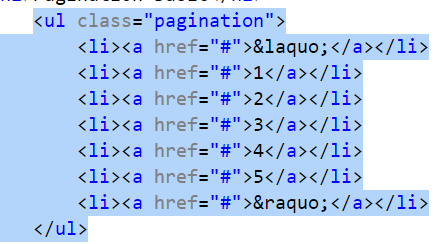 <ul class="pagination">
<li><a href="#">&laquo;</a></li>
<li><a href="#">1</a></li>
<li><a href="#">2</a></li>
<li><a href="#">3</a></li>
<li><a href="#">4</a></li>
<li><a href="#">5</a></li>
<li><a href="#">&raquo;</a></li>
</ul>